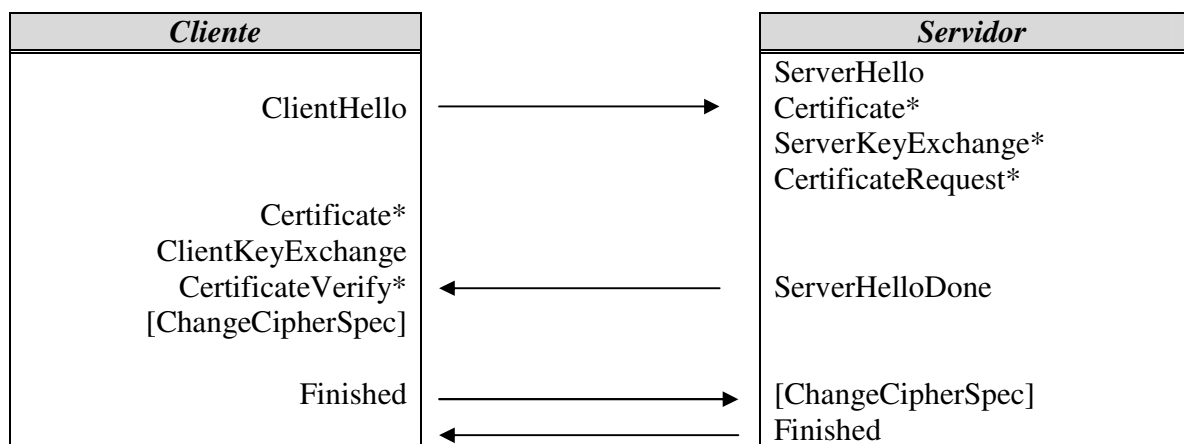 Cliente
Servidor
ServerHello
ClientHello
Certificate*
ServerKeyExchange*
CertificateRequest*
Certificate*
ClientKeyExchange
CertificateVerify*
ServerHelloDone
[ChangeCipherSpec]
Finished
[ChangeCipherSpec]
Finished